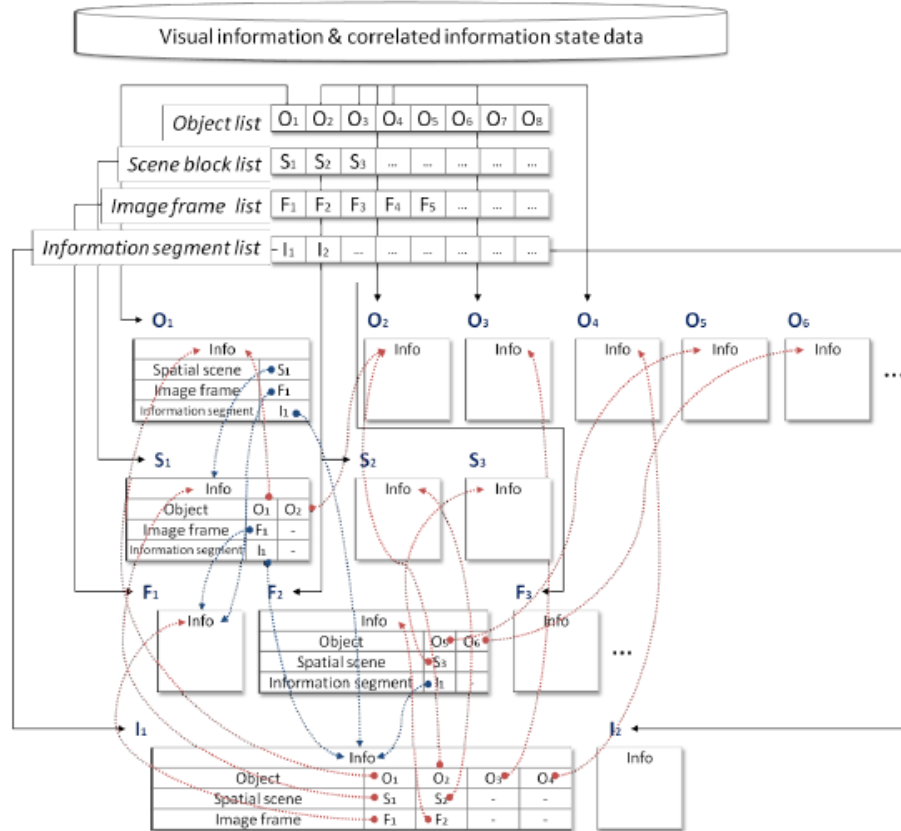 Visual information & correlated information state data
Object list O1 O2 O3 O4 O5 O6 O7 O8
Scene block list S1 S2 S3 ... ... ... ... ...
Image frame list F1 F2 F3 F4 F5 ... ... ...
Information segment list I1 I2 ... ... ... ... ... ...
O1 O2 O3 O4 O5 O6
Info Info Info Info Info Info
Spatial scene S1
Image frame F1
Information segment I1
...
S1 S2 S3
Info Info Info
Object O1 O2
Image frame F1 -
Information segment I1 -
F1 F2 F3
Info Info Info
Object O5 O6
Spatial scene S3 -
Information segment I1 -
...
I1 I2
Info Info
Object O1 O2 O3 O4
Spatial scene S1 S2 - -
Image frame F1 F2 - -